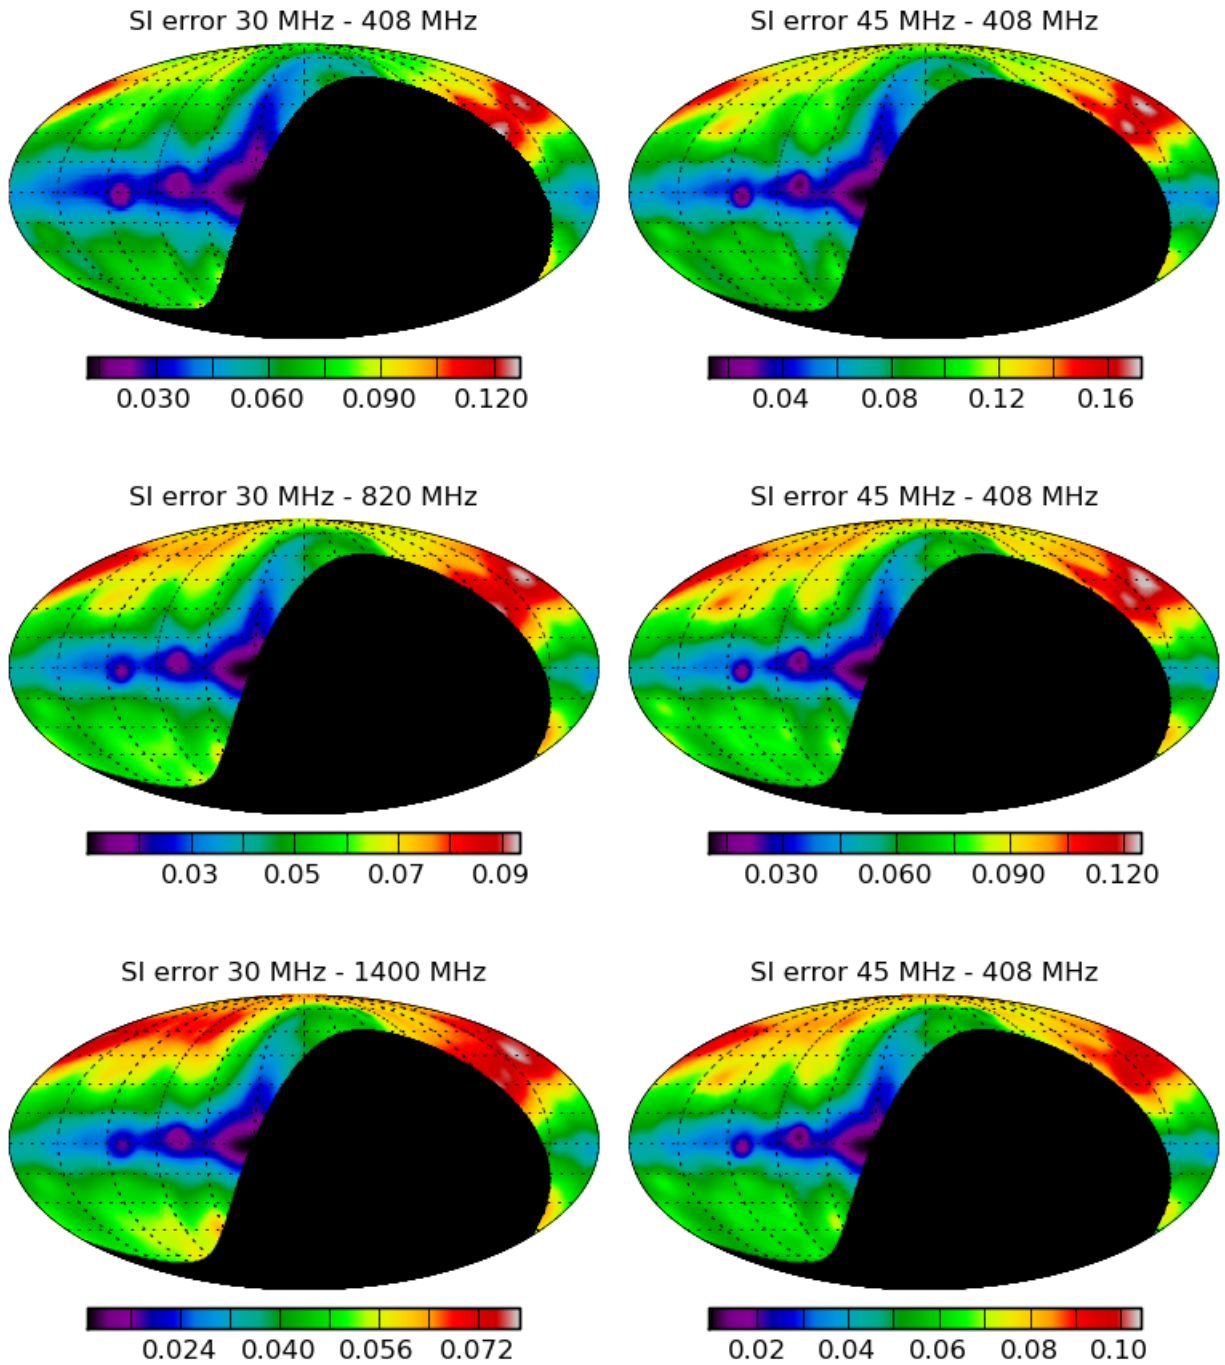 SI error 30 MHz - 408 MHz
SI error 45 MHz - 408 MHz
0.030 0.060 0.090 0.120
0.04 0.08 0.12 0.16
SI error 30 MHz - 820 MHz
SI error 45 MHz - 408 MHz
0.03 0.05 0.07 0.09
0.030 0.060 0.090 0.120
SI error 30 MHz - 1400 MHz
SI error 45 MHz - 408 MHz
0.024 0.040 0.056 0.072
0.02 0.04 0.06 0.08 0.10